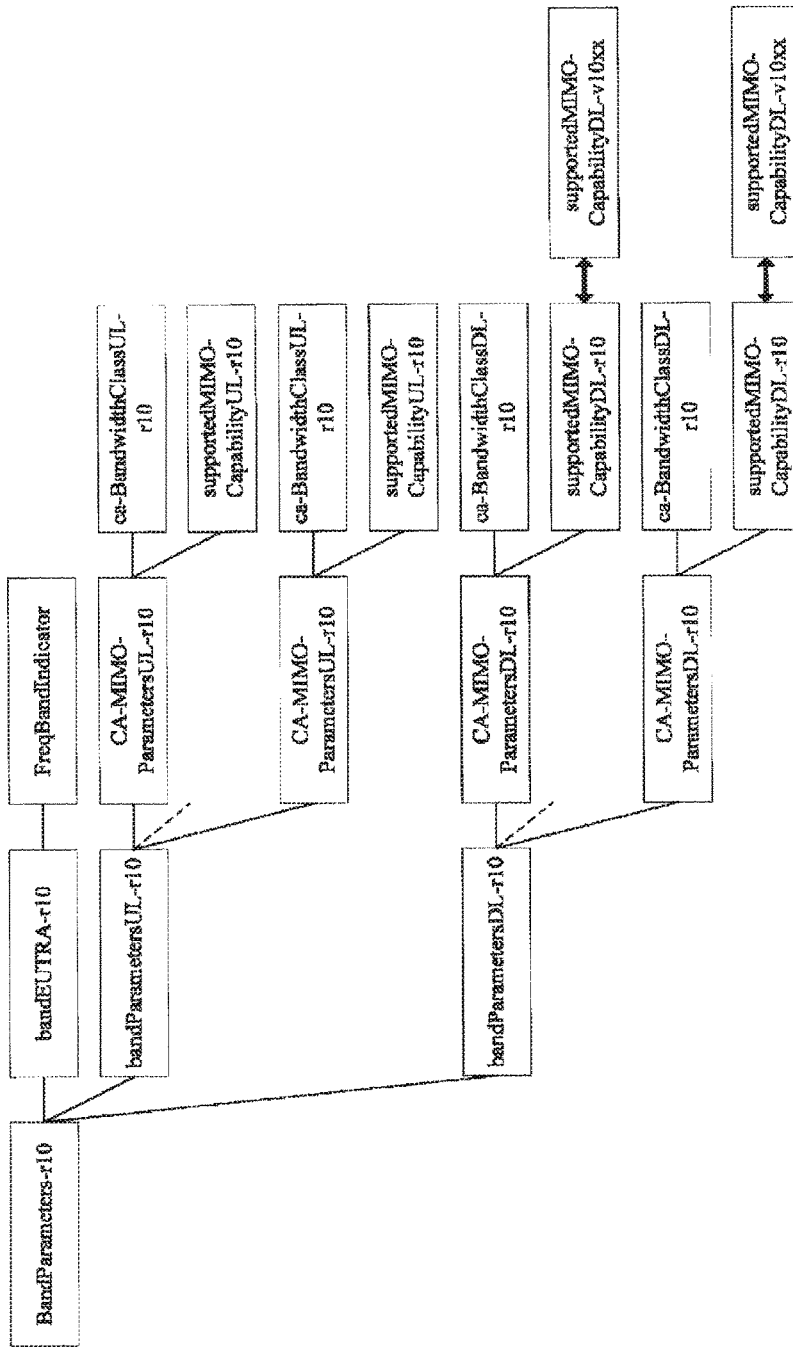 BandParameters-r10
bandEUTRA-r10
FreqBandIndicator
bandParametersUL-r10
CA-MIMO-
ParametersUL-r10
ca-BandwidthClassUL-
r10
supportedMIMO-
CapabilityUL-r10
CA-MIMO-
ParametersUL-r10
ca-BandwidthClassUL-
r10
supportedMIMO-
CapabilityUL-r10
bandParametersDL-r10
CA-MIMO-
ParametersDL-r10
ca-BandwidthClassDL-
r10
supportedMIMO-
CapabilityDL-r10
supportedMIMO-
CapabilityDL-v10xx
CA-MIMO-
ParametersDL-r10
ca-BandwidthClassDL-
r10
supportedMIMO-
CapabilityDL-r10
supportedMIMO-
CapabilityDL-v10xx